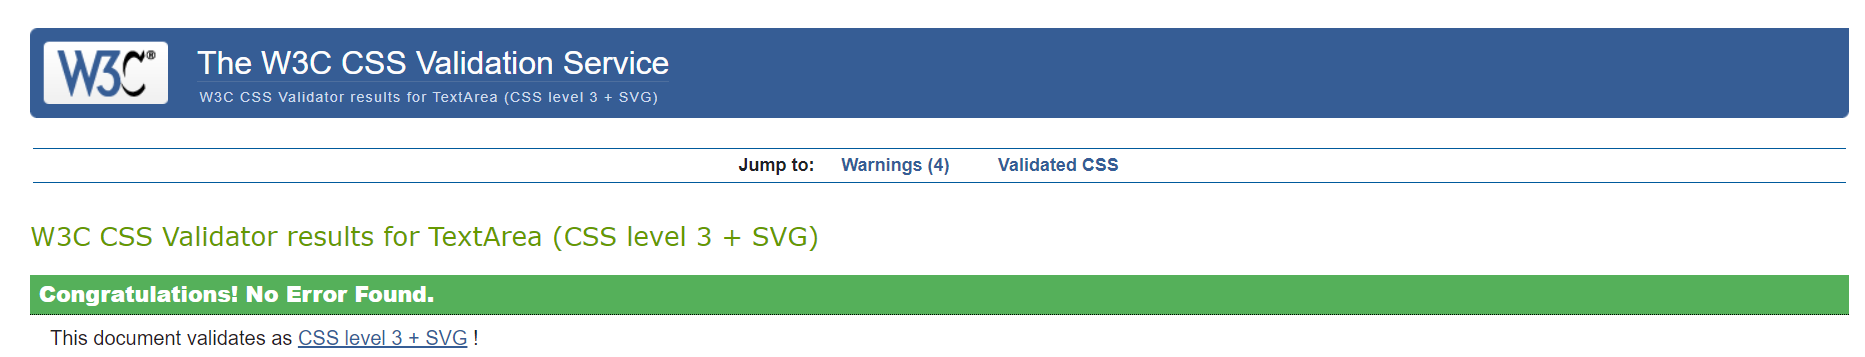 W3C®
The W3C CSS Validation Service
W3C CSS Validator results for TextArea (CSS level 3 + SVG)
Jump to: Warnings (4) Validated CSS
W3C CSS Validator results for TextArea (CSS level 3 + SVG)
Congratulations! No Error Found.
This document validates as CSS level 3 + SVG !